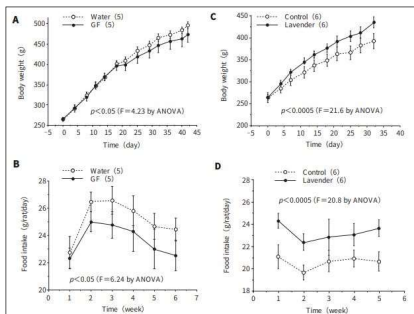 A
Water (5)
GF (5)
Body weight (g)
500
450
400
350
300
250
p<0.05 (F=4.23 by ANOVA)
-5 0 5 10 15 20 25 30 35 40 45
Time (day)
C
Control (6)
Lavender (6)
Body weight (g)
450
400
350
300
250
200
p<0.0005 (F=21.6 by ANOVA)
-5 0 5 10 15 20 25 30 35 40
Time (day)
B
Water (5)
GF (5)
Food intake (g/rat/day)
28
26
24
22
20
p<0.05 (F=6.24 by ANOVA)
0 1 2 3 4 5 6 7
Time (week)
D
Control (6)
Lavender (6)
Food intake (g/rat/day)
28
26
24
22
20
18
p<0.0005 (F=20.8 by ANOVA)
0 1 2 3 4 5 6
Time (week)